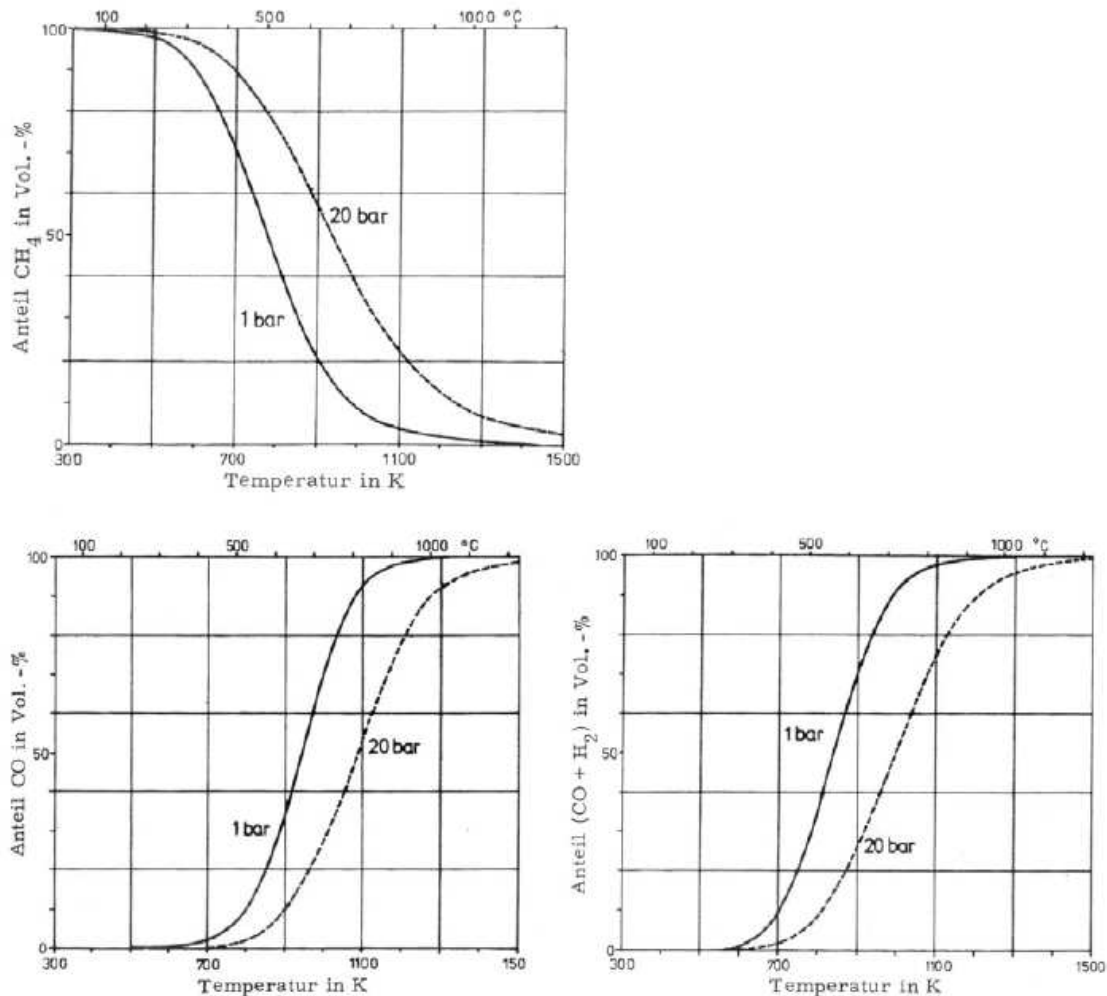 100 500 1000 °C
100
50
0
Anteil CH4 in Vol. -%
20 bar
1 bar
300 700 1100 1500
Temperatur in K
100 500 1000 °C
100
50
0
Anteil CO in Vol. -%
20 bar
1 bar
300 700 1100 150
Temperatur in K
100 500 1000 °C
100
50
0
Anteil (CO + H2) in Vol. -%
1 bar
20 bar
300 700 1100 1500
Temperatur in K